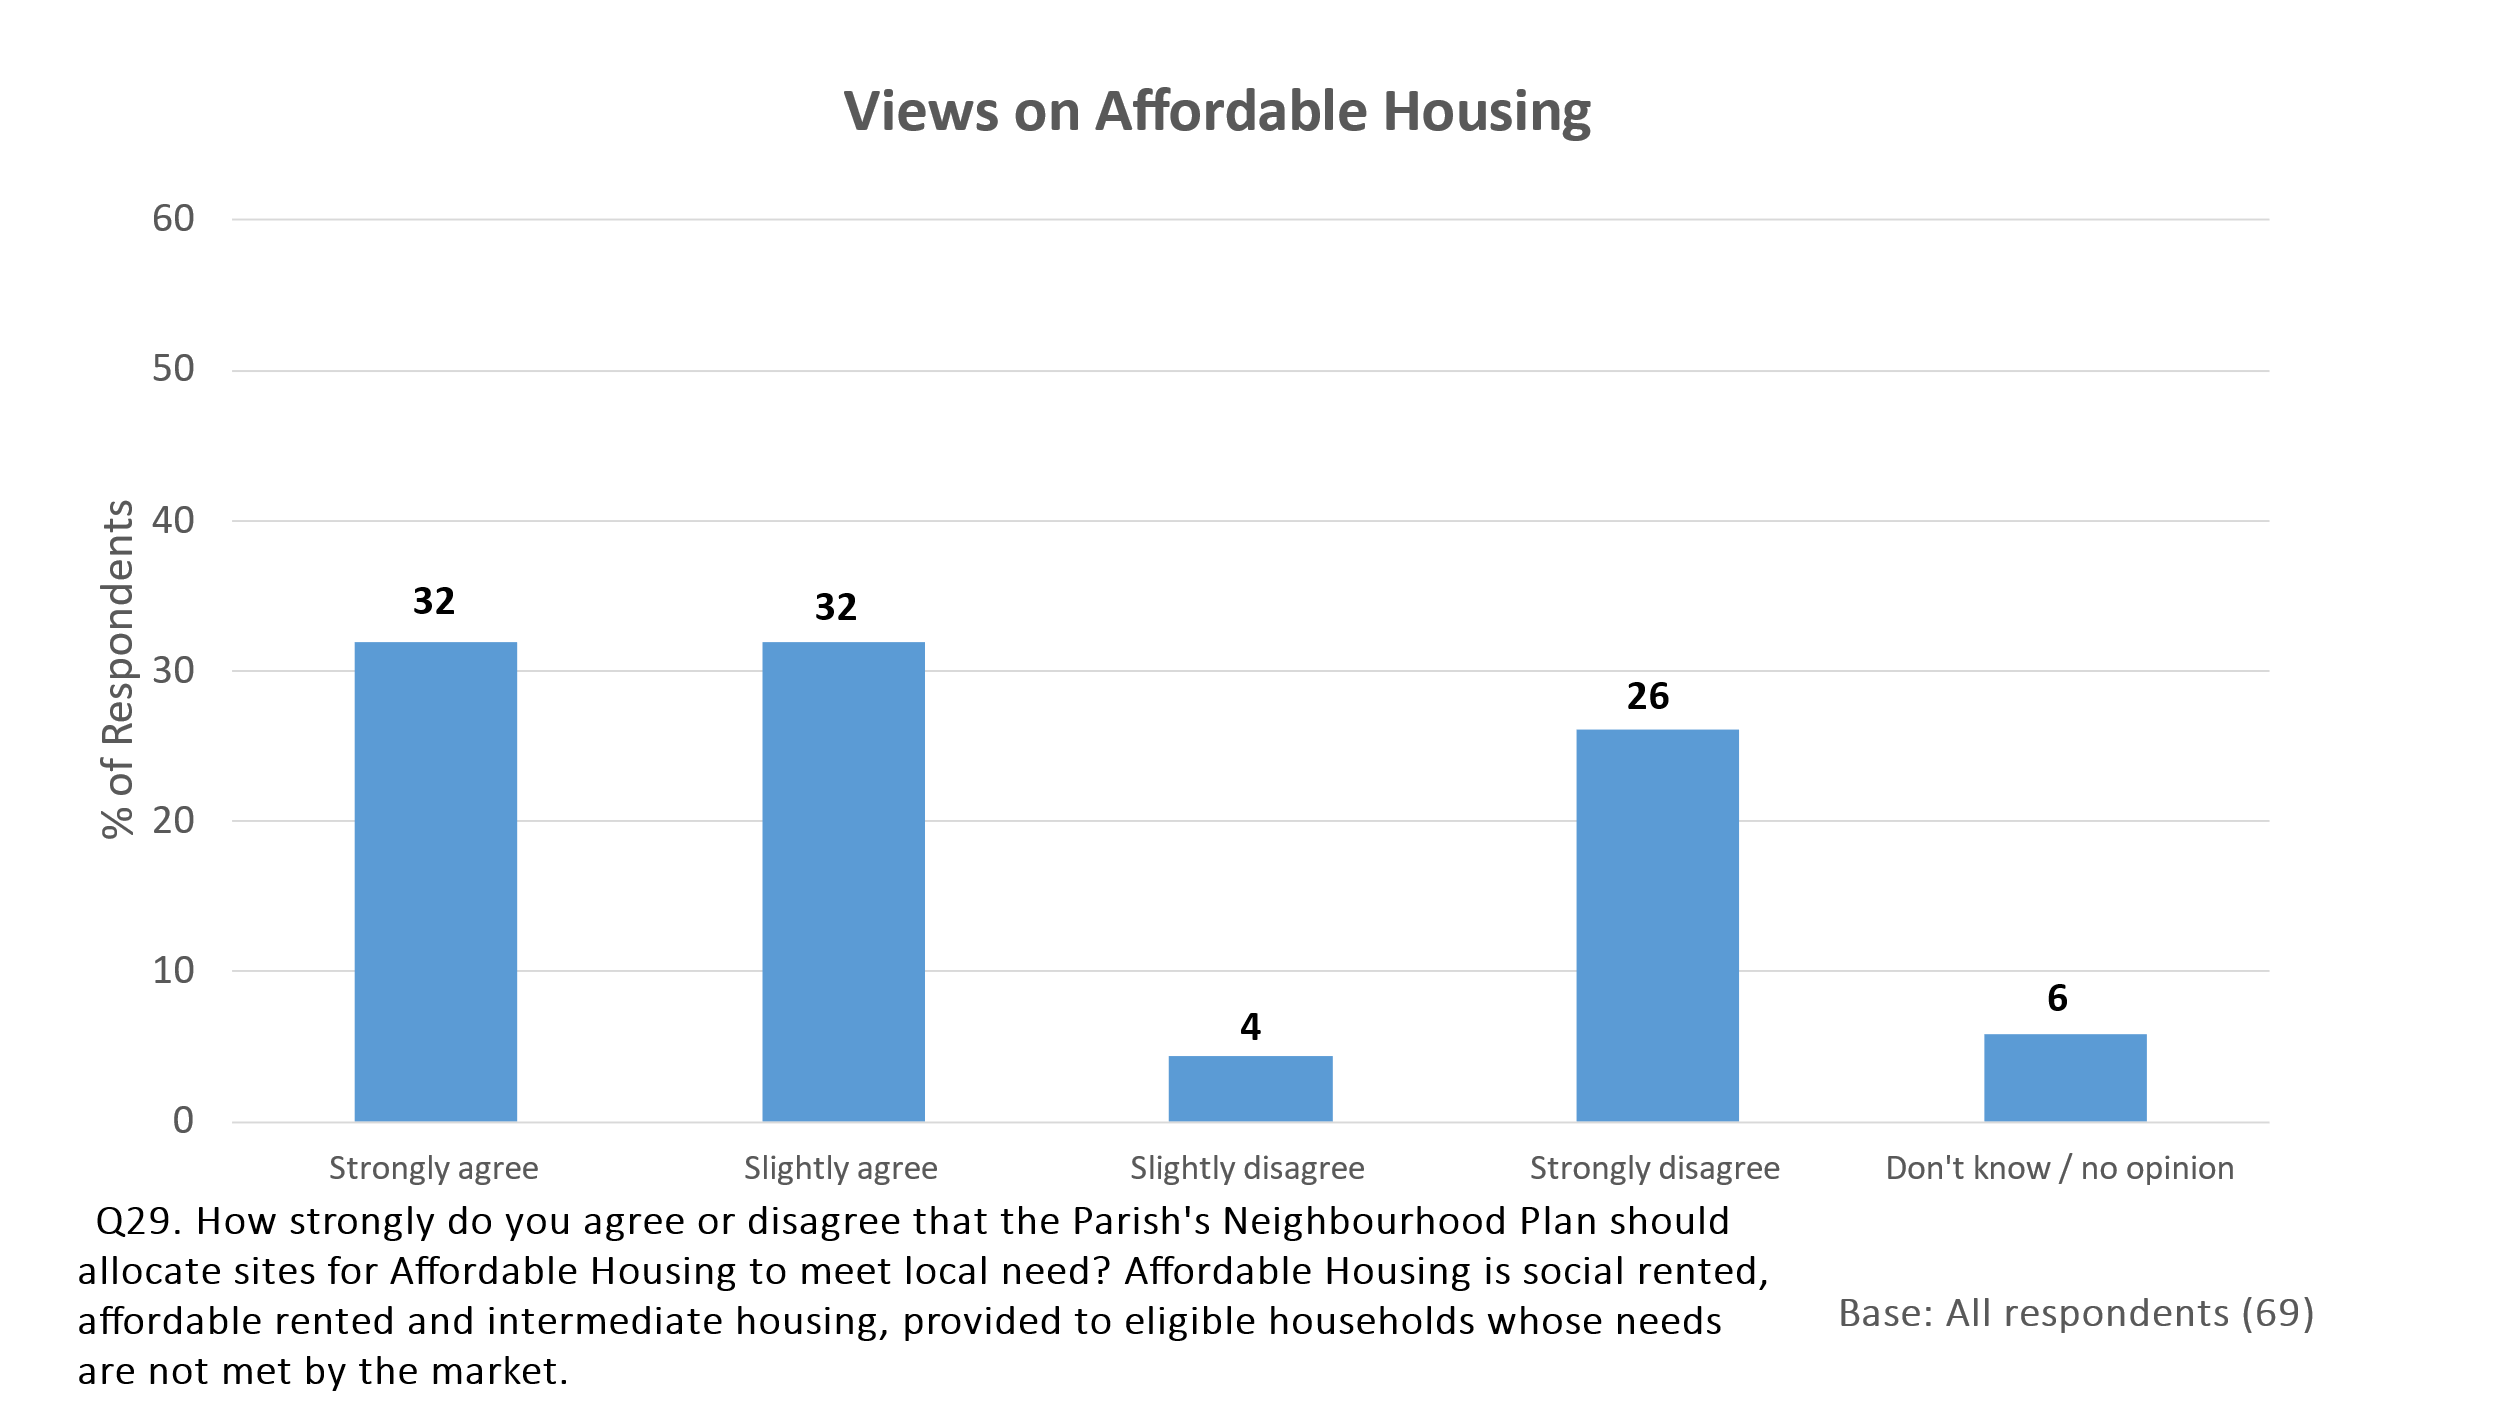 Views on Affordable Housing
60
50
40
30
20
10
0
% of Respondents
32
32
4
26
6
Strongly agree
Slightly agree
Slightly disagree
Strongly disagree
Don't know / no opinion
Q29. How strongly do you agree or disagree that the Parish's Neighbourhood Plan should
allocate sites for Affordable Housing to meet local need? Affordable Housing is social rented,
affordable rented and intermediate housing, provided to eligible households whose needs
are not met by the market.
Base: All respondents (69)